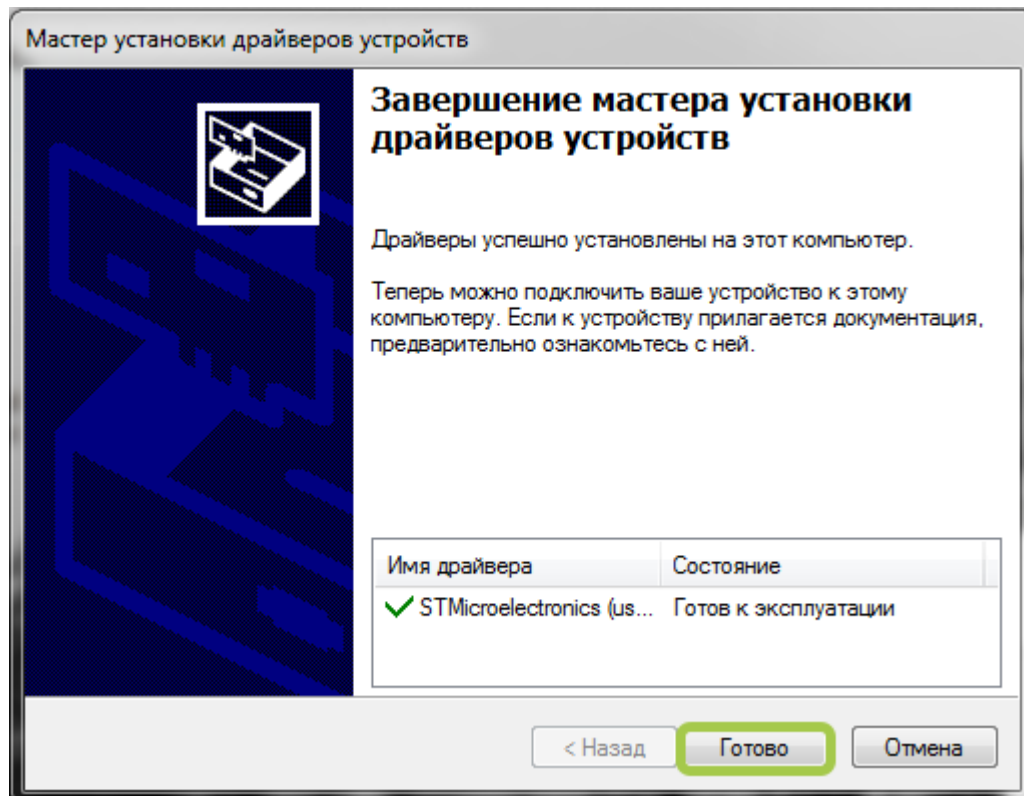 Мастер установки драйверов устройств
Завершение мастера установки
драйверов устройств
Драйверы успешно установлены на этот компьютер.
Теперь можно подключить ваше устройство к этому
компьютеру. Если к устройству прилагается документация,
предварительно ознакомьтесь с ней.
Имя драйвера Состояние
STMicroelectronics (us... Готов к эксплуатации
< Назад Готово Отмена